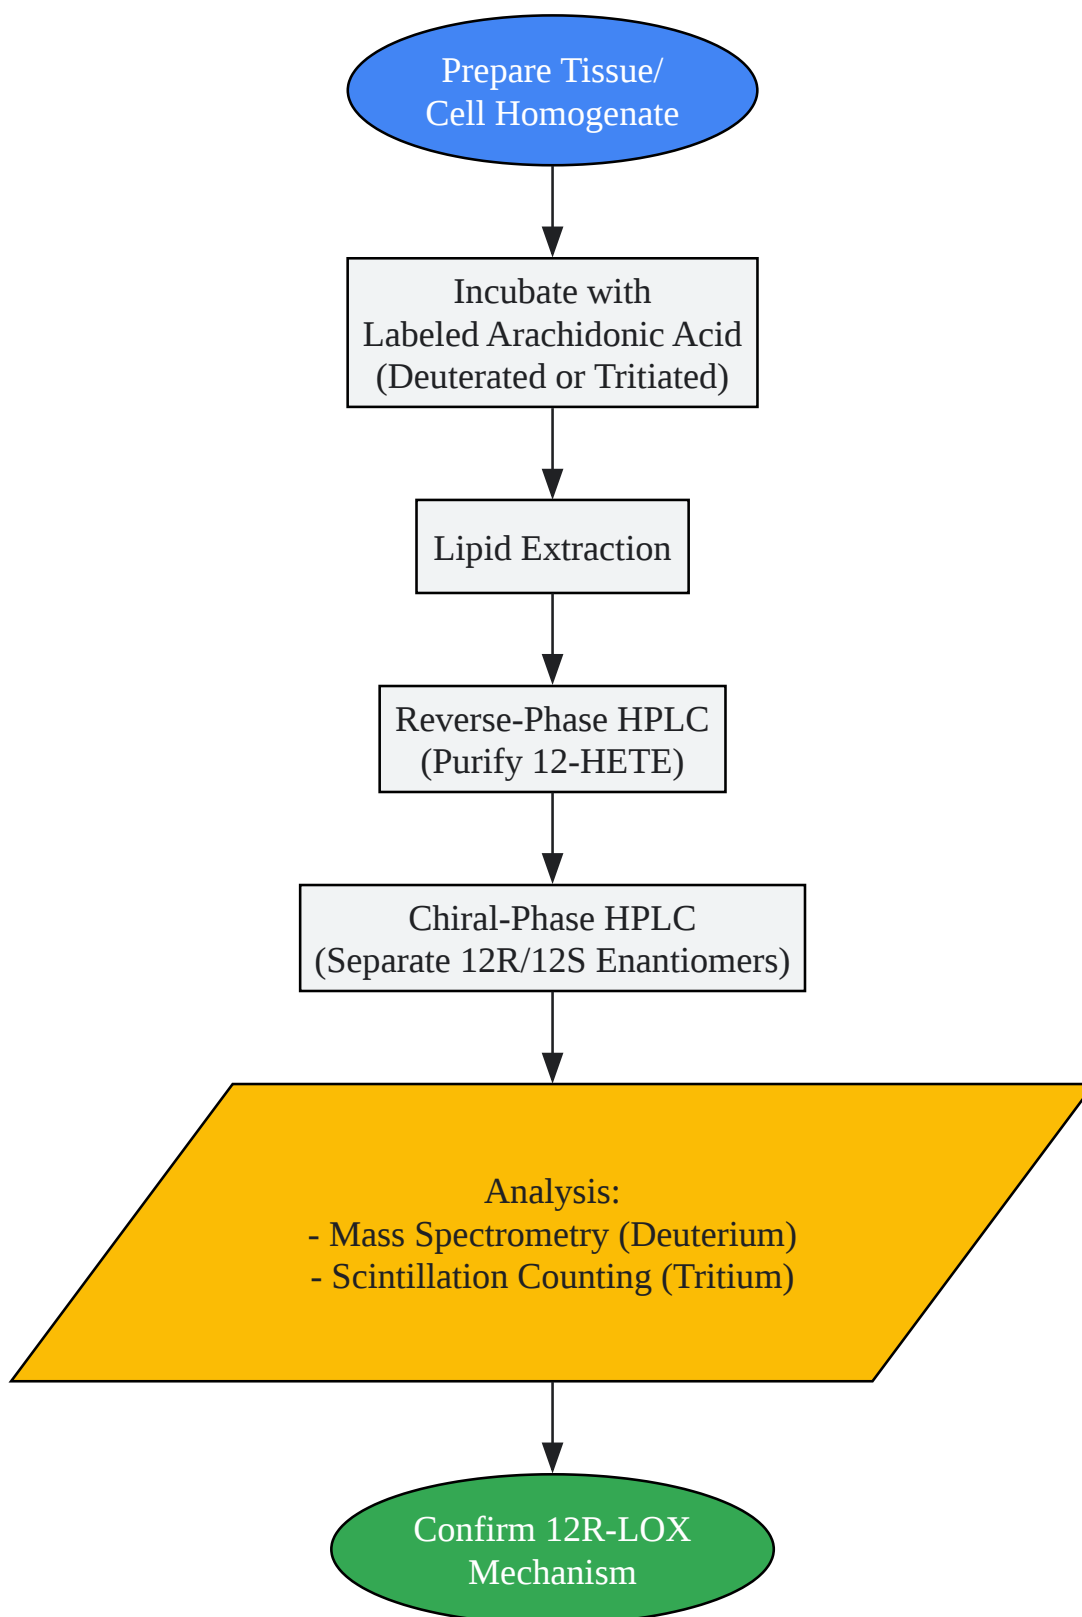 Prepare Tissue/
Cell Homogenate
Incubate with
Labeled Arachidonic Acid
(Deuterated or Tritiated)
Lipid Extraction
Reverse-Phase HPLC
(Purify 12-HETE)
Chiral-Phase HPLC
(Separate 12R/12S Enantiomers)
Analysis:
- Mass Spectrometry (Deuterium)
- Scintillation Counting (Tritium)
Confirm 12R-LOX
Mechanism